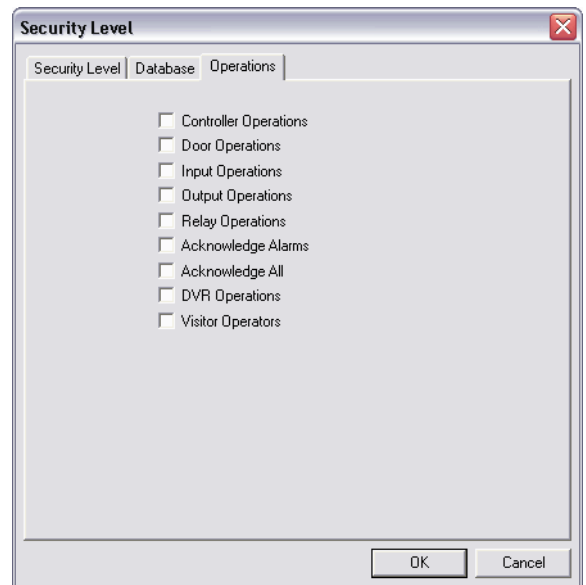 Security Level
Security Level Database Operations
Controller Operations
Door Operations
Input Operations
Output Operations
Relay Operations
Acknowledge Alarms
Acknowledge All
DVR Operations
Visitor Operators
OK Cancel